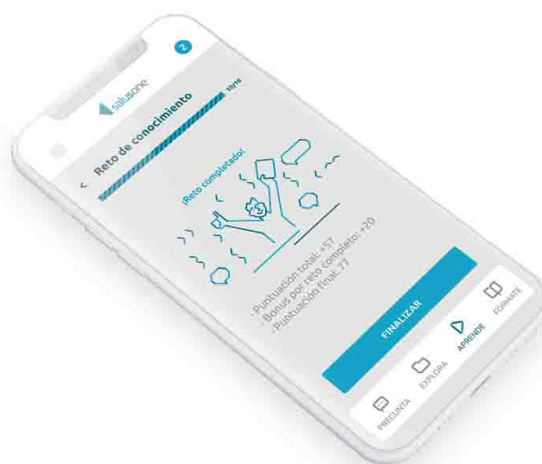 2
salusone
Reto de conocimiento
10/10
¡Reto completado!
- Puntuación total: +57
- Bonus por reto completo: +20
- Puntuación final: 77
FINALIZAR
PREGUNTA
EXPLORA
APRENDE
FÓRMATE